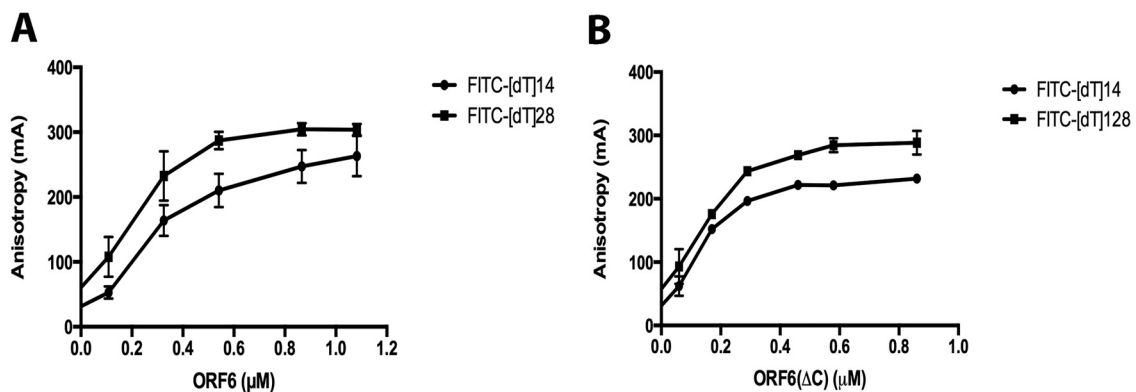 A
400
300
200
100
0
Anisotropy (mA)
0.0 0.2 0.4 0.6 0.8 1.0 1.2
ORF6 (µM)
FITC-[dT]14
FITC-[dT]28
B
400
300
200
100
0
Anisotropy (mA)
0.0 0.2 0.4 0.6 0.8 1.0
ORF6(ΔC) (µM)
FITC-[dT]14
FITC-[dT]128